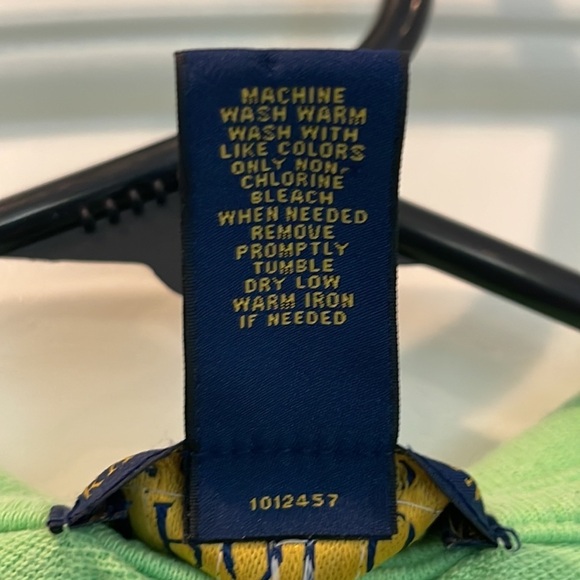 MACHINE
WASH WARM
WASH WITH
LIKE COLORS
ONLY NON-
CHLORINE
BLEACH
WHEN NEEDED
REMOVE
PROMPTLY
TUMBLE
DRY LOW
WARM IRON
IF NEEDED
1012457